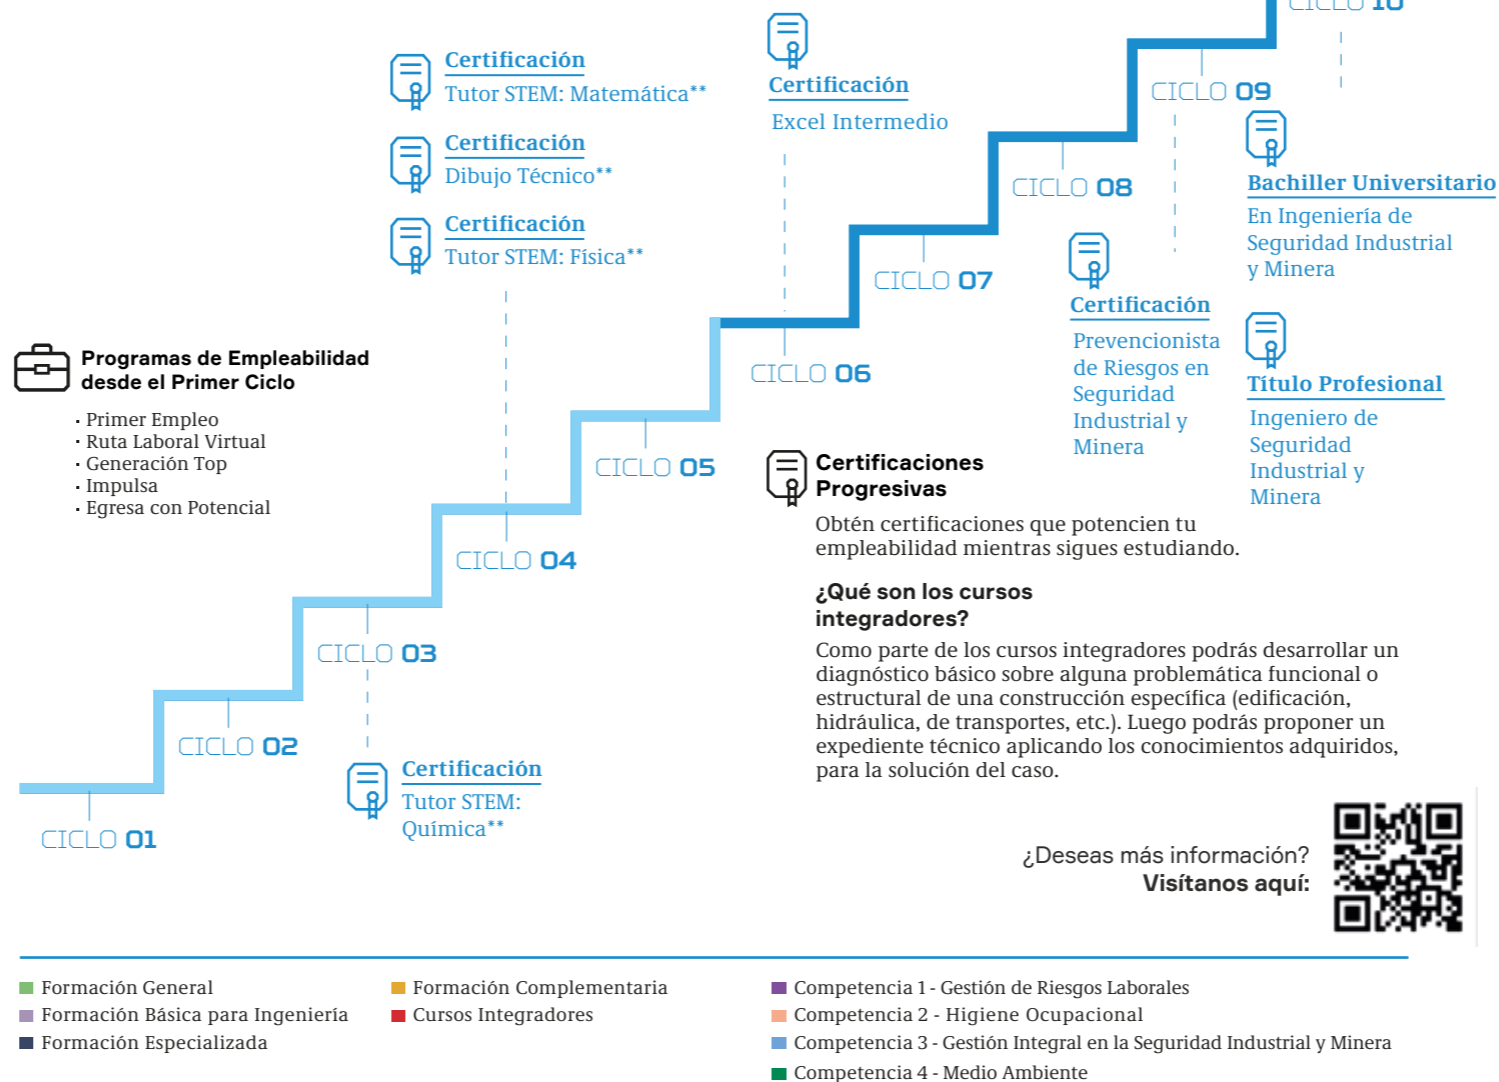 CICLO 10
Certificación
Tutor STEM: Matemática**
Certificación
Dibujo Técnico**
Certificación
Tutor STEM: Física**
Certificación
Excel Intermedio
CICLO 09
Bachiller Universitario
En Ingeniería de
Seguridad Industrial
y Minera
CICLO 08
CICLO 07
Certificación
Prevencionista
de Riesgos en
Seguridad
Industrial y
Minera
Título Profesional
Ingeniero de
Seguridad
Industrial y
Minera
Programas de Empleabilidad
desde el Primer Ciclo
· Primer Empleo
· Ruta Laboral Virtual
· Generación Top
· Impulsa
· Egresa con Potencial
CICLO 06
CICLO 05
CICLO 04
CICLO 03
CICLO 02
CICLO 01
Certificación
Tutor STEM:
Química**
Certificaciones
Progresivas
Obtén certificaciones que potencien tu
empleabilidad mientras sigues estudiando.
¿Qué son los cursos
integradores?
Como parte de los cursos integradores podrás desarrollar un
diagnóstico básico sobre alguna problemática funcional o
estructural de una construcción específica (edificación,
hidráulica, de transportes, etc.). Luego podrás proponer un
expediente técnico aplicando los conocimientos adquiridos,
para la solución del caso.
¿Deseas más información?
Visítanos aquí:
Formación General
Formación Básica para Ingeniería
Formación Especializada
Formación Complementaria
Cursos Integradores
Competencia 1 - Gestión de Riesgos Laborales
Competencia 2 - Higiene Ocupacional
Competencia 3 - Gestión Integral en la Seguridad Industrial y Minera
Competencia 4 - Medio Ambiente